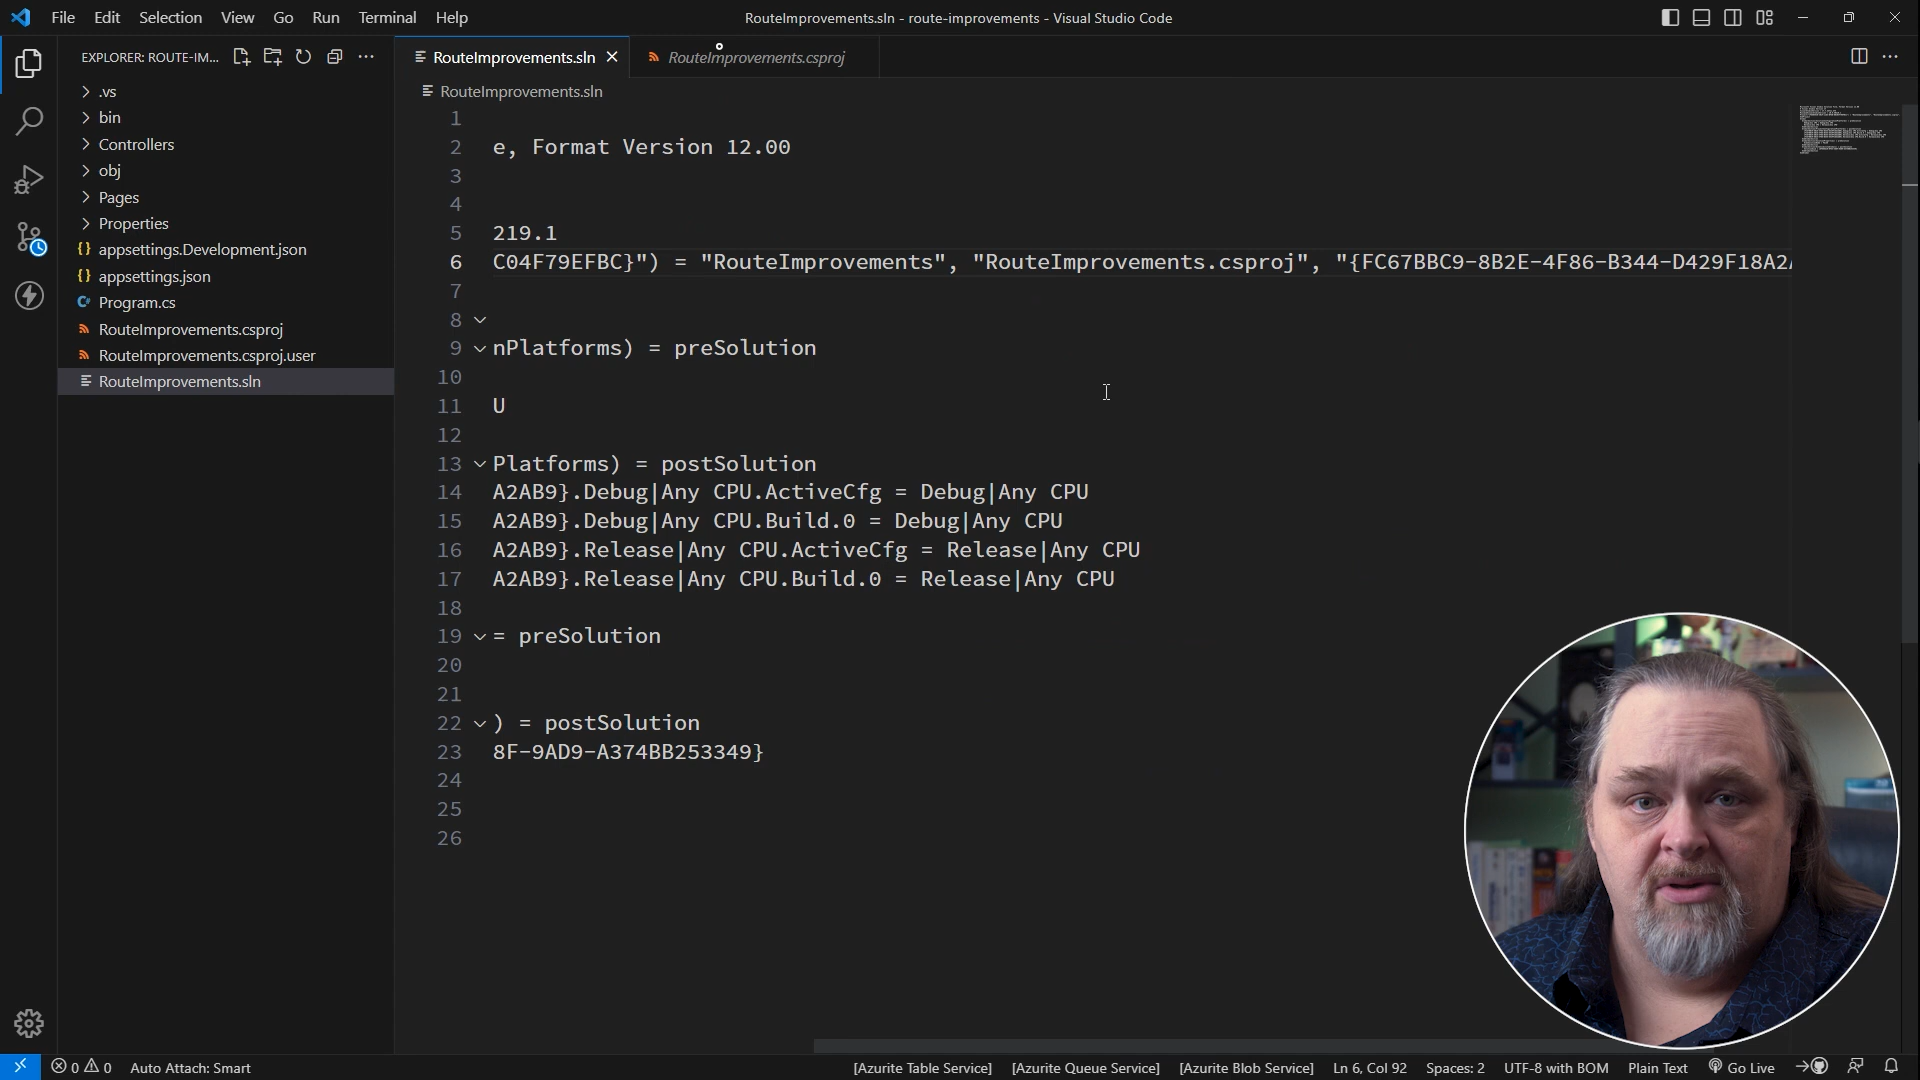 File Edit Selection View Go Run Terminal Help
RouteImprovements.sln - route-improvements - Visual Studio Code
EXPLORER: ROUTE-IM...
RouteImprovements.sln
RouteImprovements.csproj
.vs
bin
Controllers
obj
Pages
Properties
{} appsettings.Development.json
{} appsettings.json
C# Program.cs
RouteImprovements.csproj
RouteImprovements.csproj.user
RouteImprovements.sln
RouteImprovements.sln
1
2 e, Format Version 12.00
3
4
5 219.1
6 C04F79EFBC}") = "RouteImprovements", "RouteImprovements.csproj", "{FC67BBC9-8B2E-4F86-B344-D429F18A2A
7
8
9 nPlatforms) = preSolution
10
11 U
12
13 Platforms) = postSolution
14 A2AB9}.Debug|Any CPU.ActiveCfg = Debug|Any CPU
15 A2AB9}.Debug|Any CPU.Build.0 = Debug|Any CPU
16 A2AB9}.Release|Any CPU.ActiveCfg = Release|Any CPU
17 A2AB9}.Release|Any CPU.Build.0 = Release|Any CPU
18
19 = preSolution
20
21
22 ) = postSolution
23 8F-9AD9-A374BB253349}
24
25
26
0 0 Auto Attach: Smart
[Azurite Table Service] [Azurite Queue Service] [Azurite Blob Service] Ln 6, Col 92 Spaces: 2 UTF-8 with BOM Plain Text Go Live